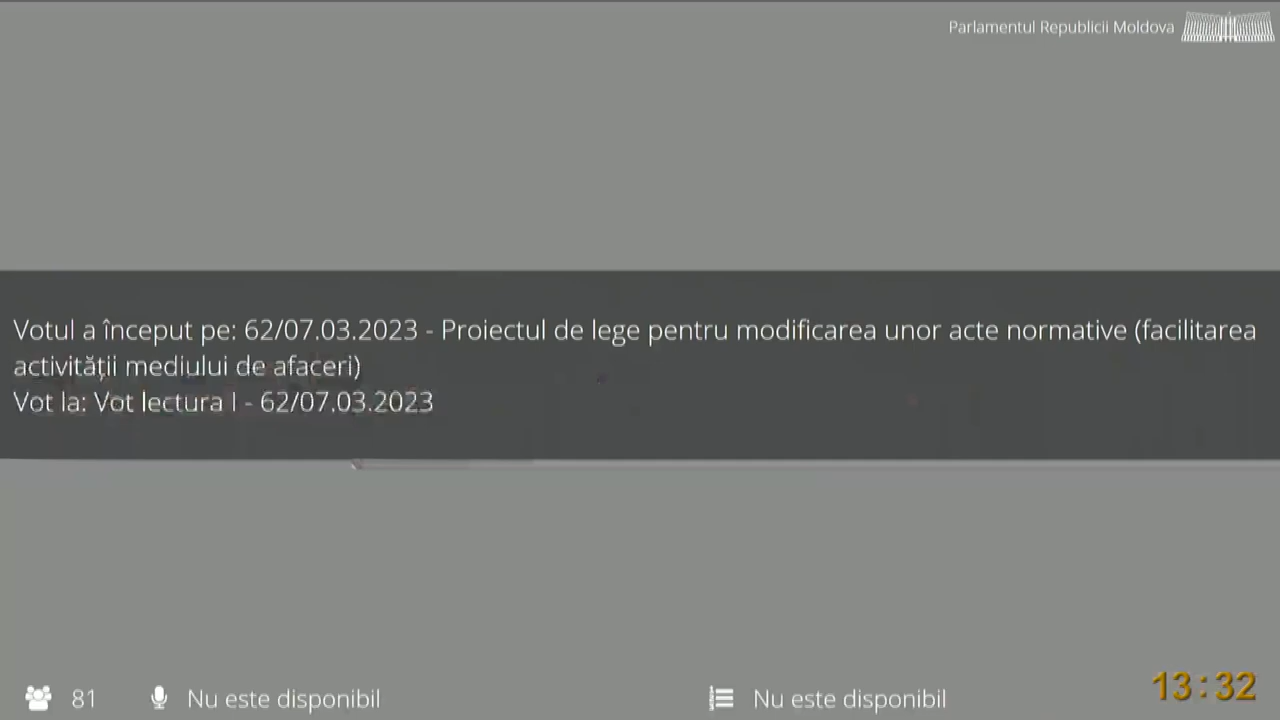 Parlamentul Republicii Moldova
Votul a început pe: 62/07.03.2023 - Proiectul de lege pentru modificarea unor acte normative (facilitarea
activității mediului de afaceri)
Vot la: Vot lectura I - 62/07.03.2023
81 Nu este disponibil Nu este disponibil 13:32